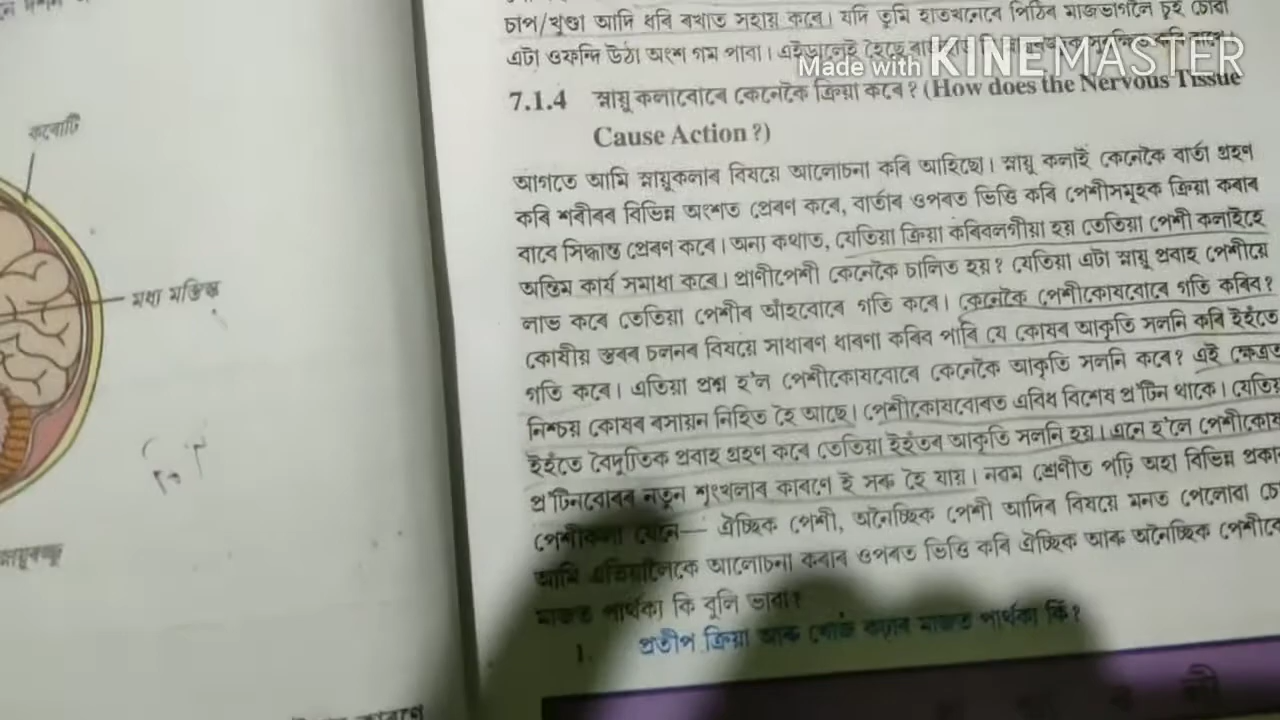 কৰোটি
মধ্য মস্তিষ্ক
চাপ/খুণ্ডা আদি ধৰি ৰখাত সহায় কৰে। যদি তুমি হাতখনেৰে পিঠিৰ মাজভাগলৈ চুই চোৱা
এটা ওফন্দি উঠা অংশ গম পাবা। এইডালেই হৈছে
Made with KINEMASTER
7.1.4 স্নায়ু কলাবোৰে কেনেকৈ ক্ৰিয়া কৰে? (How does the Nervous Tissue
Cause Action?)
আগতে আমি স্নায়ুকলাৰ বিষয়ে আলোচনা কৰি আহিছো। স্নায়ু কলাই কেনেকৈ বাৰ্তা গ্ৰহণ
কৰি শৰীৰৰ বিভিন্ন অংশত প্ৰেৰণ কৰে, বাৰ্তাৰ ওপৰত ভিত্তি কৰি পেশীসমূহক ক্ৰিয়া কৰাৰ
বাবে সিদ্ধান্ত প্ৰেৰণ কৰে। অন্য কথাত, যেতিয়া ক্ৰিয়া কৰিবলগীয়া হয় তেতিয়া পেশী কলাইহে
অন্তিম কাৰ্য সমাধা কৰে। প্ৰাণীপেশী কেনেকৈ চালিত হয়? যেতিয়া এটা স্নায়ু প্ৰবাহ পেশীয়ে
লাভ কৰে তেতিয়া পেশীৰ আঁহবোৰে গতি কৰে। কেনেকৈ পেশীকোষবোৰে গতি কৰিব?
কোষীয় স্তৰৰ চলনৰ বিষয়ে সাধাৰণ ধাৰণা কৰিব পাৰি যে কোষৰ আকৃতি সলনি কৰি ইহঁতে
গতি কৰে। এতিয়া প্ৰশ্ন হ'ল পেশীকোষবোৰে কেনেকৈ আকৃতি সলনি কৰে? এই ক্ষেত্ৰত
নিশ্চয় কোষৰ ৰসায়ন নিহিত হৈ আছে। পেশীকোষবোৰত এবিধ বিশেষ প্ৰ'টিন থাকে। যেতিয়া
ইহঁতে বৈদ্যুতিক প্ৰবাহ গ্ৰহণ কৰে তেতিয়া ইহঁতৰ আকৃতি সলনি হয়। এনে হ'লে পেশীকোষৰ
প্ৰ'টিনবোৰৰ নতুন শৃংখলাৰ কাৰণে ই সৰু হৈ যায়। নৱম শ্ৰেণীত পঢ়ি অহা বিভিন্ন প্ৰকাৰ
পেশীকলা যেনে— ঐচ্ছিক পেশী, অনৈচ্ছিক পেশী আদিৰ বিষয়ে মনত পেলোৱা
আমি এতিয়ালৈকে আলোচনা কৰাৰ ওপৰত ভিত্তি কৰি ঐচ্ছিক আৰু অনৈচ্ছিক
মাজত পাৰ্থক্য কি বুলি ভাবা?
1. প্ৰতীপ ক্ৰিয়া আৰু খোজ কঢ়াৰ মাজত পাৰ্থক্য কি?